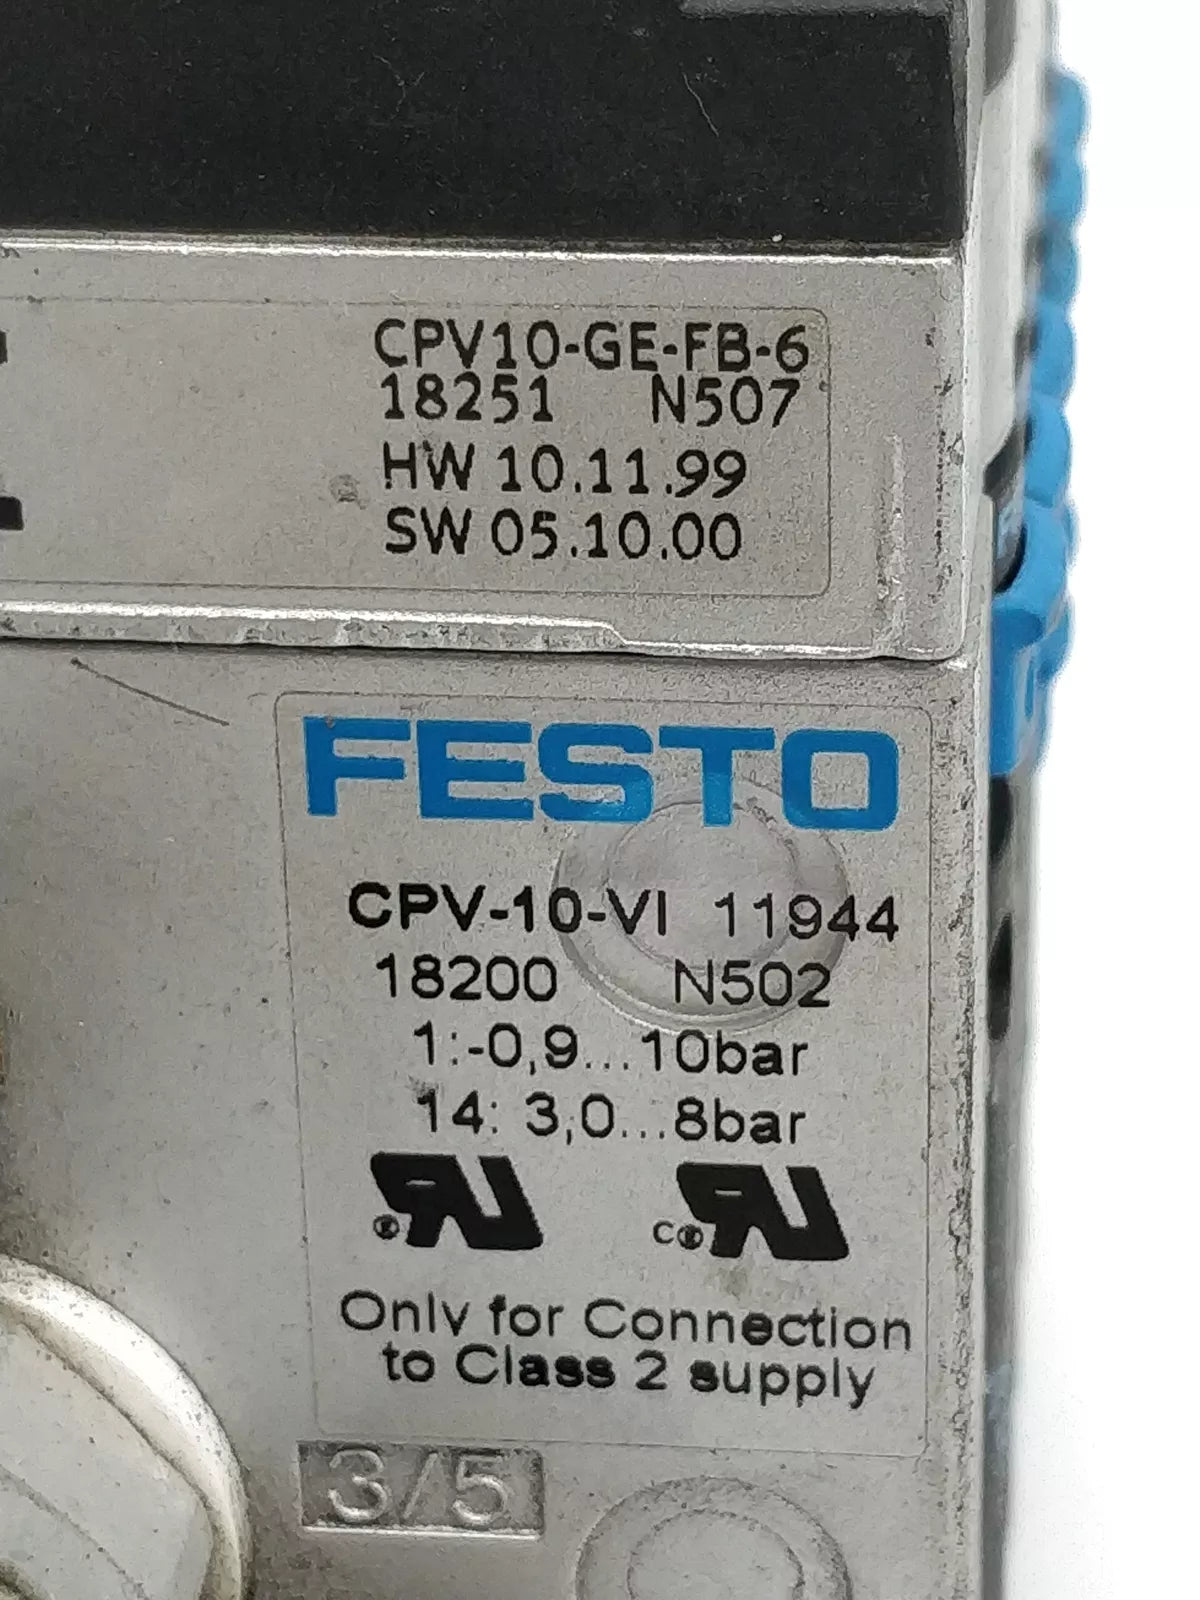 CPV10-GE-FB-6
18251 N507
HW 10.11.99
SW 05.10.00
FESTO
CPV-10-VI 11944
18200 N502
1:-0,9...10bar
14: 3,0...8bar
Only for Connection
to Class 2 supply
3/5